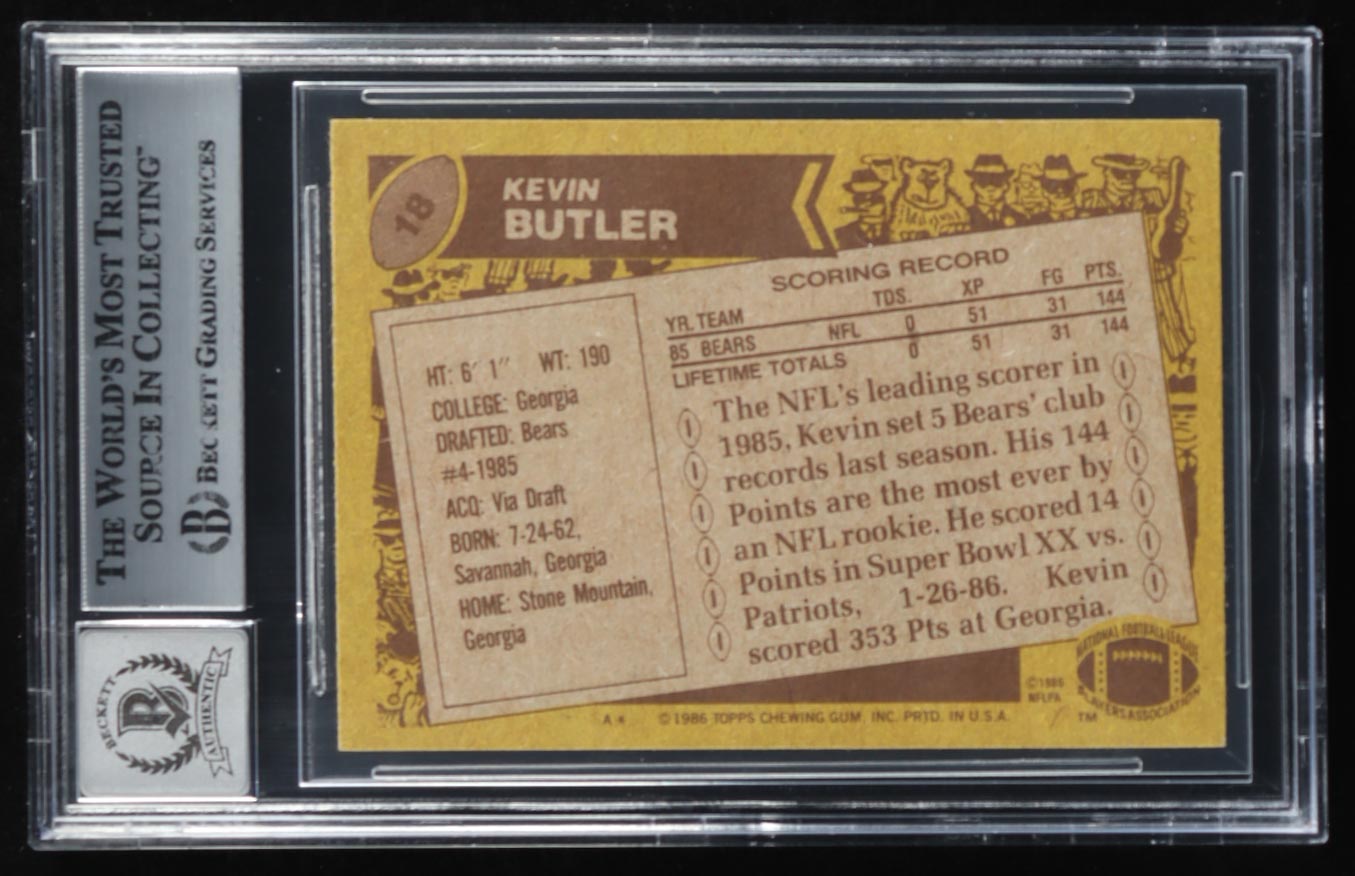 THE WORLD'S MOST TRUSTED
SOURCE IN COLLECTING™
BECKETT GRADING SERVICES
BECKETT
AUTHENTIC
18
KEVIN
BUTLER
SCORING RECORD
YR. TEAM TDS. XP FG PTS.
85 BEARS NFL 0 51 31 144
LIFETIME TOTALS 0 51 31 144
HT: 6′ 1″ WT: 190
COLLEGE: Georgia
DRAFTED: Bears
#4-1985
ACQ: Via Draft
BORN: 7-24-62,
Savannah, Georgia
HOME: Stone Mountain,
Georgia
The NFL's leading scorer in
1985, Kevin set 5 Bears' club
records last season. His 144
Points are the most ever by
an NFL rookie. He scored 14
Points in Super Bowl XX vs.
Patriots, 1-26-86. Kevin
scored 353 Pts at Georgia.
©1986
NFLPA
NATIONAL FOOTBALL LEAGUE
PLAYERS ASSOCIATION
TM
A* ©1986 TOPPS CHEWING GUM, INC. PRTD. IN U.S.A.